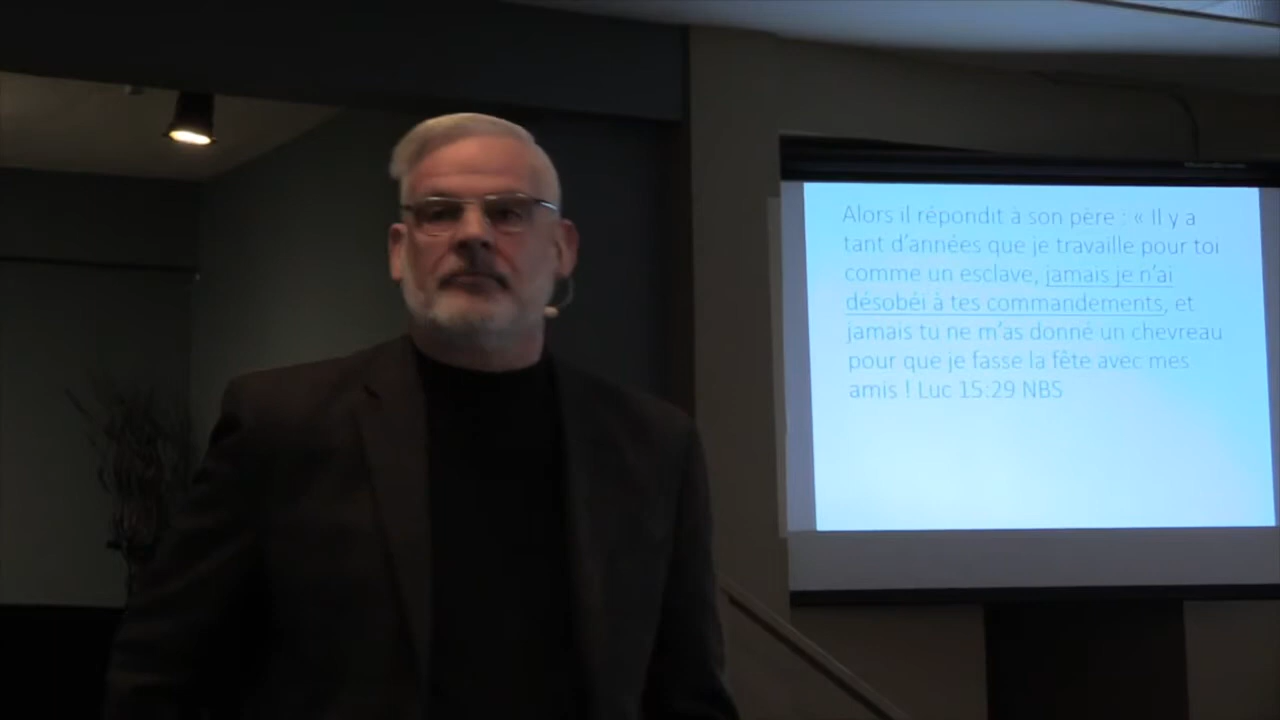 Alors il répondit à son père : « Il y a
tant d'années que je travaille pour toi
comme un esclave, jamais je n'ai
désobéi à tes commandements, et
jamais tu ne m'as donné un chevreau
pour que je fasse la fête avec mes
amis ! Luc 15:29 NBS